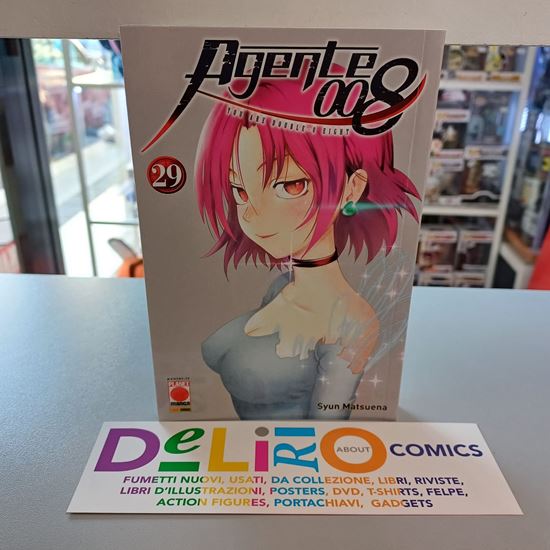 Agente
008
YOU ARE DOUBLE O EIGHT
29
PLANET
MANGA
Syun Matsuena
DeLiRiO
ABOUT
COMICS
FUMETTI NUOVI, USATI, DA COLLEZIONE, LIBRI, RIVISTE,
LIBRI D'ILLUSTRAZIONI, POSTERS, DVD, T-SHIRTS, FELPE,
ACTION FIGURES, PORTACHIAVI, GADGETS